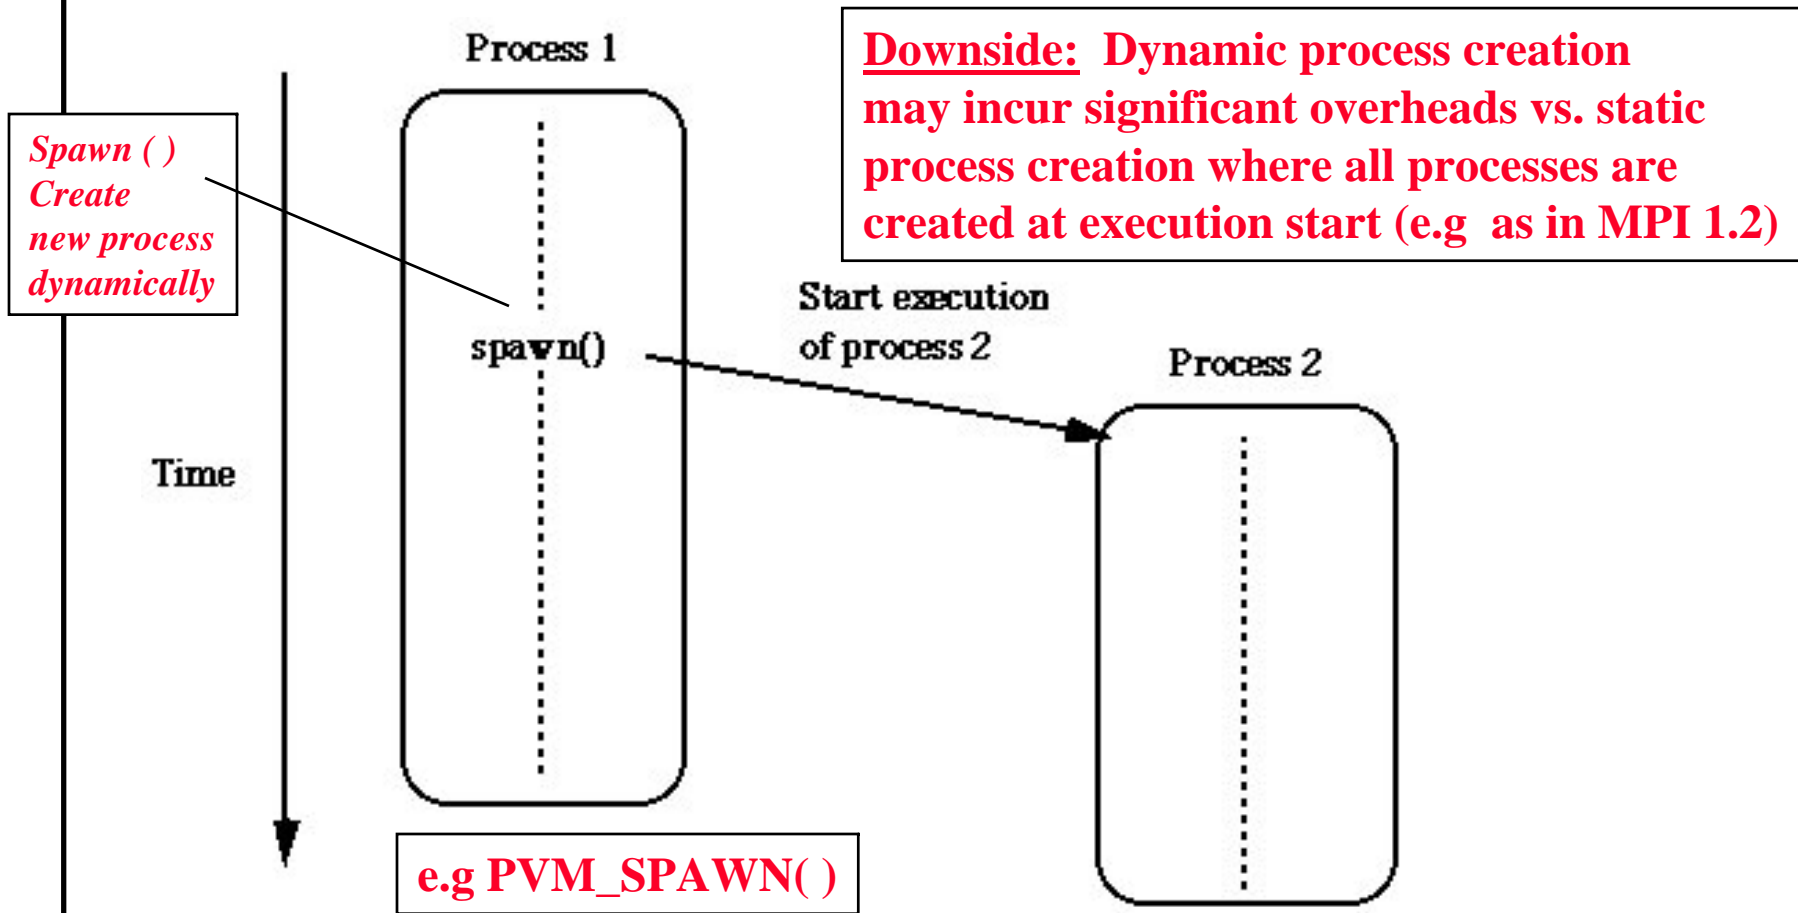 Process 1
Downside:  Dynamic process creation
may incur significant overheads vs. static
process creation where all processes are
created at execution start (e.g  as in MPI 1.2)
Spawn ( )
Create
new process
dynamically
Start execution
of process 2
spawn()
Process 2
Time
e.g PVM_SPAWN( )